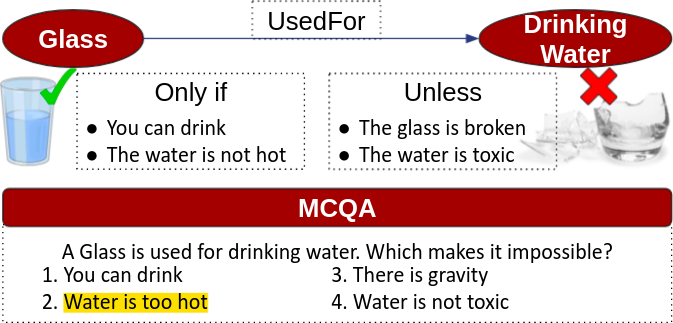 Glass
UsedFor
Drinking
Water
Only if
● You can drink
● The water is not hot
Unless
● The glass is broken
● The water is toxic
MCQA
A Glass is used for drinking water. Which makes it impossible?
1. You can drink
2. Water is too hot
3. There is gravity
4. Water is not toxic